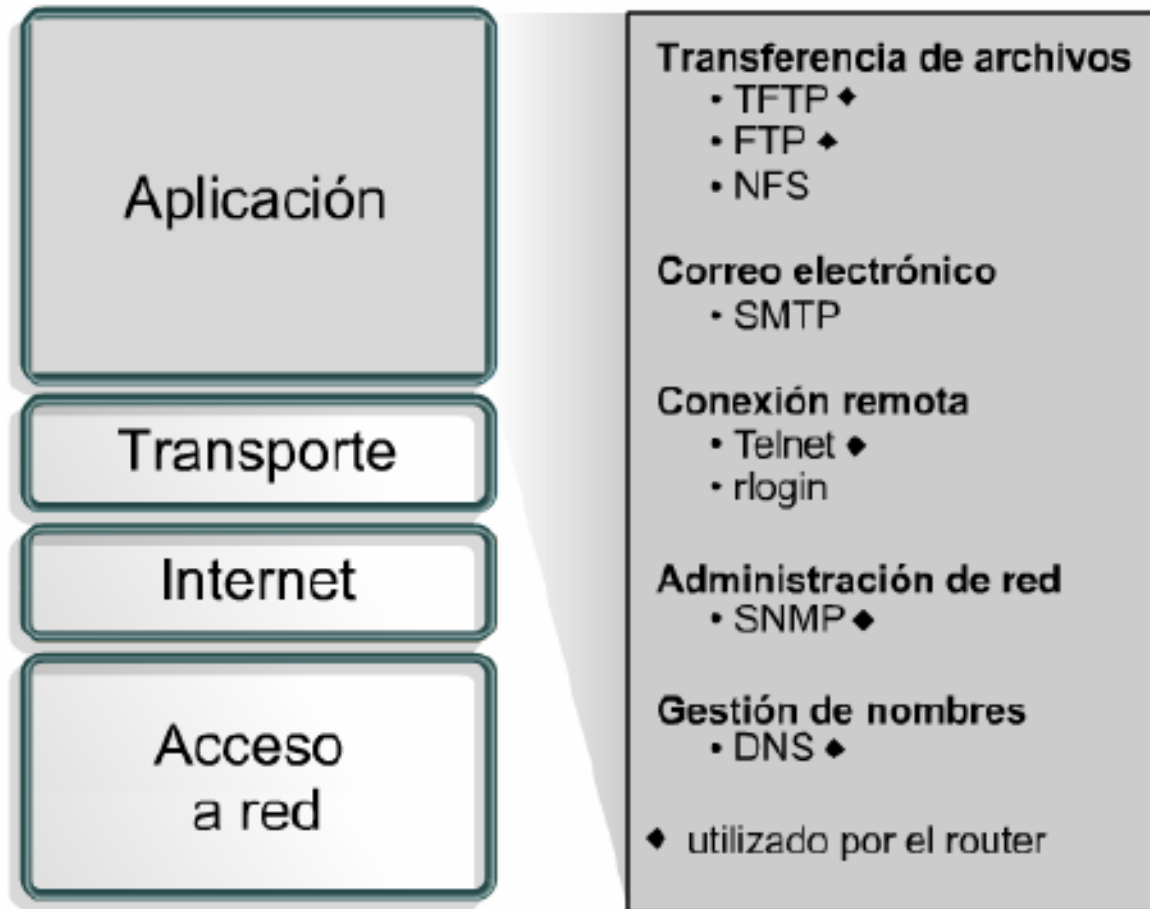 Aplicación
Transporte
Internet
Acceso
a red
Transferencia de archivos
• TFTP ◆
• FTP ◆
• NFS
Correo electrónico
• SMTP
Conexión remota
• Telnet ◆
• rlogin
Administración de red
• SNMP ◆
Gestión de nombres
• DNS ◆
◆ utilizado por el router